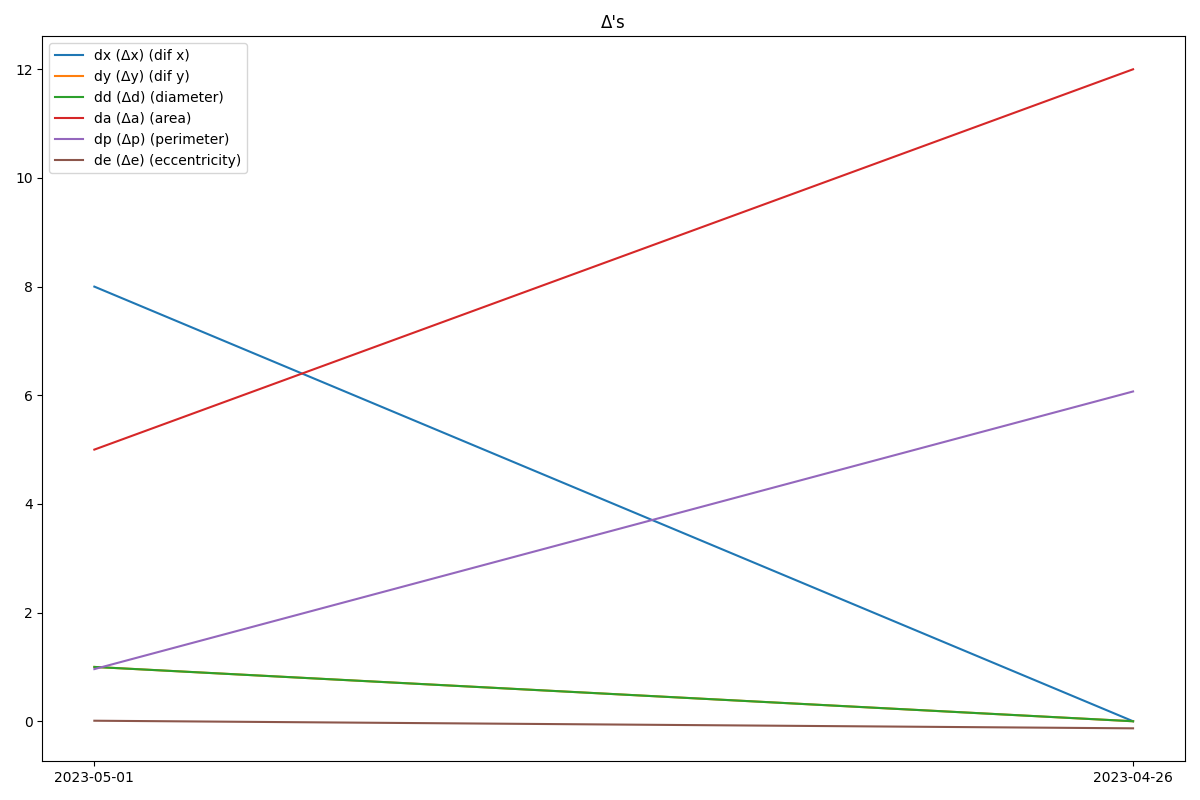 Δ's
dx (Δx) (dif x)
dy (Δy) (dif y)
dd (Δd) (diameter)
da (Δa) (area)
dp (Δp) (perimeter)
de (Δe) (eccentricity)
12
10
8
6
4
2
0
2023-05-01
2023-04-26